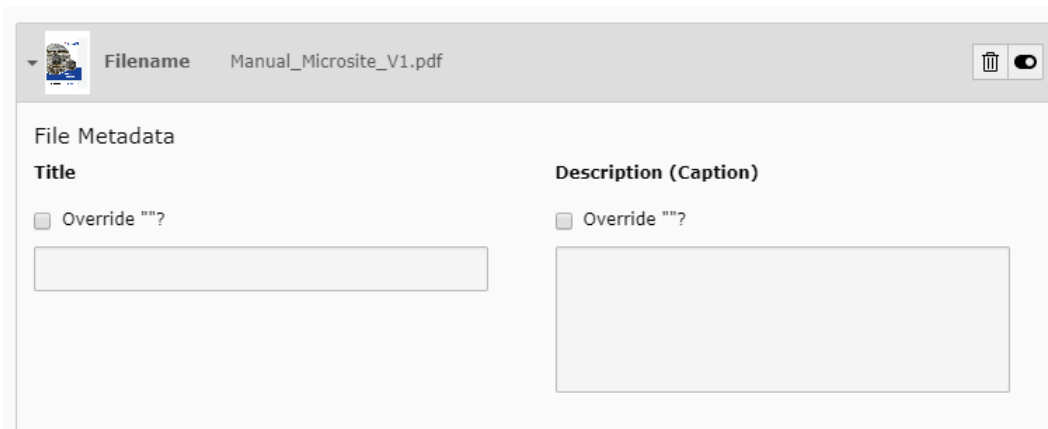 Filename Manual_Microsite_V1.pdf
File Metadata
Title
Description (Caption)
Override ""?
Override ""?